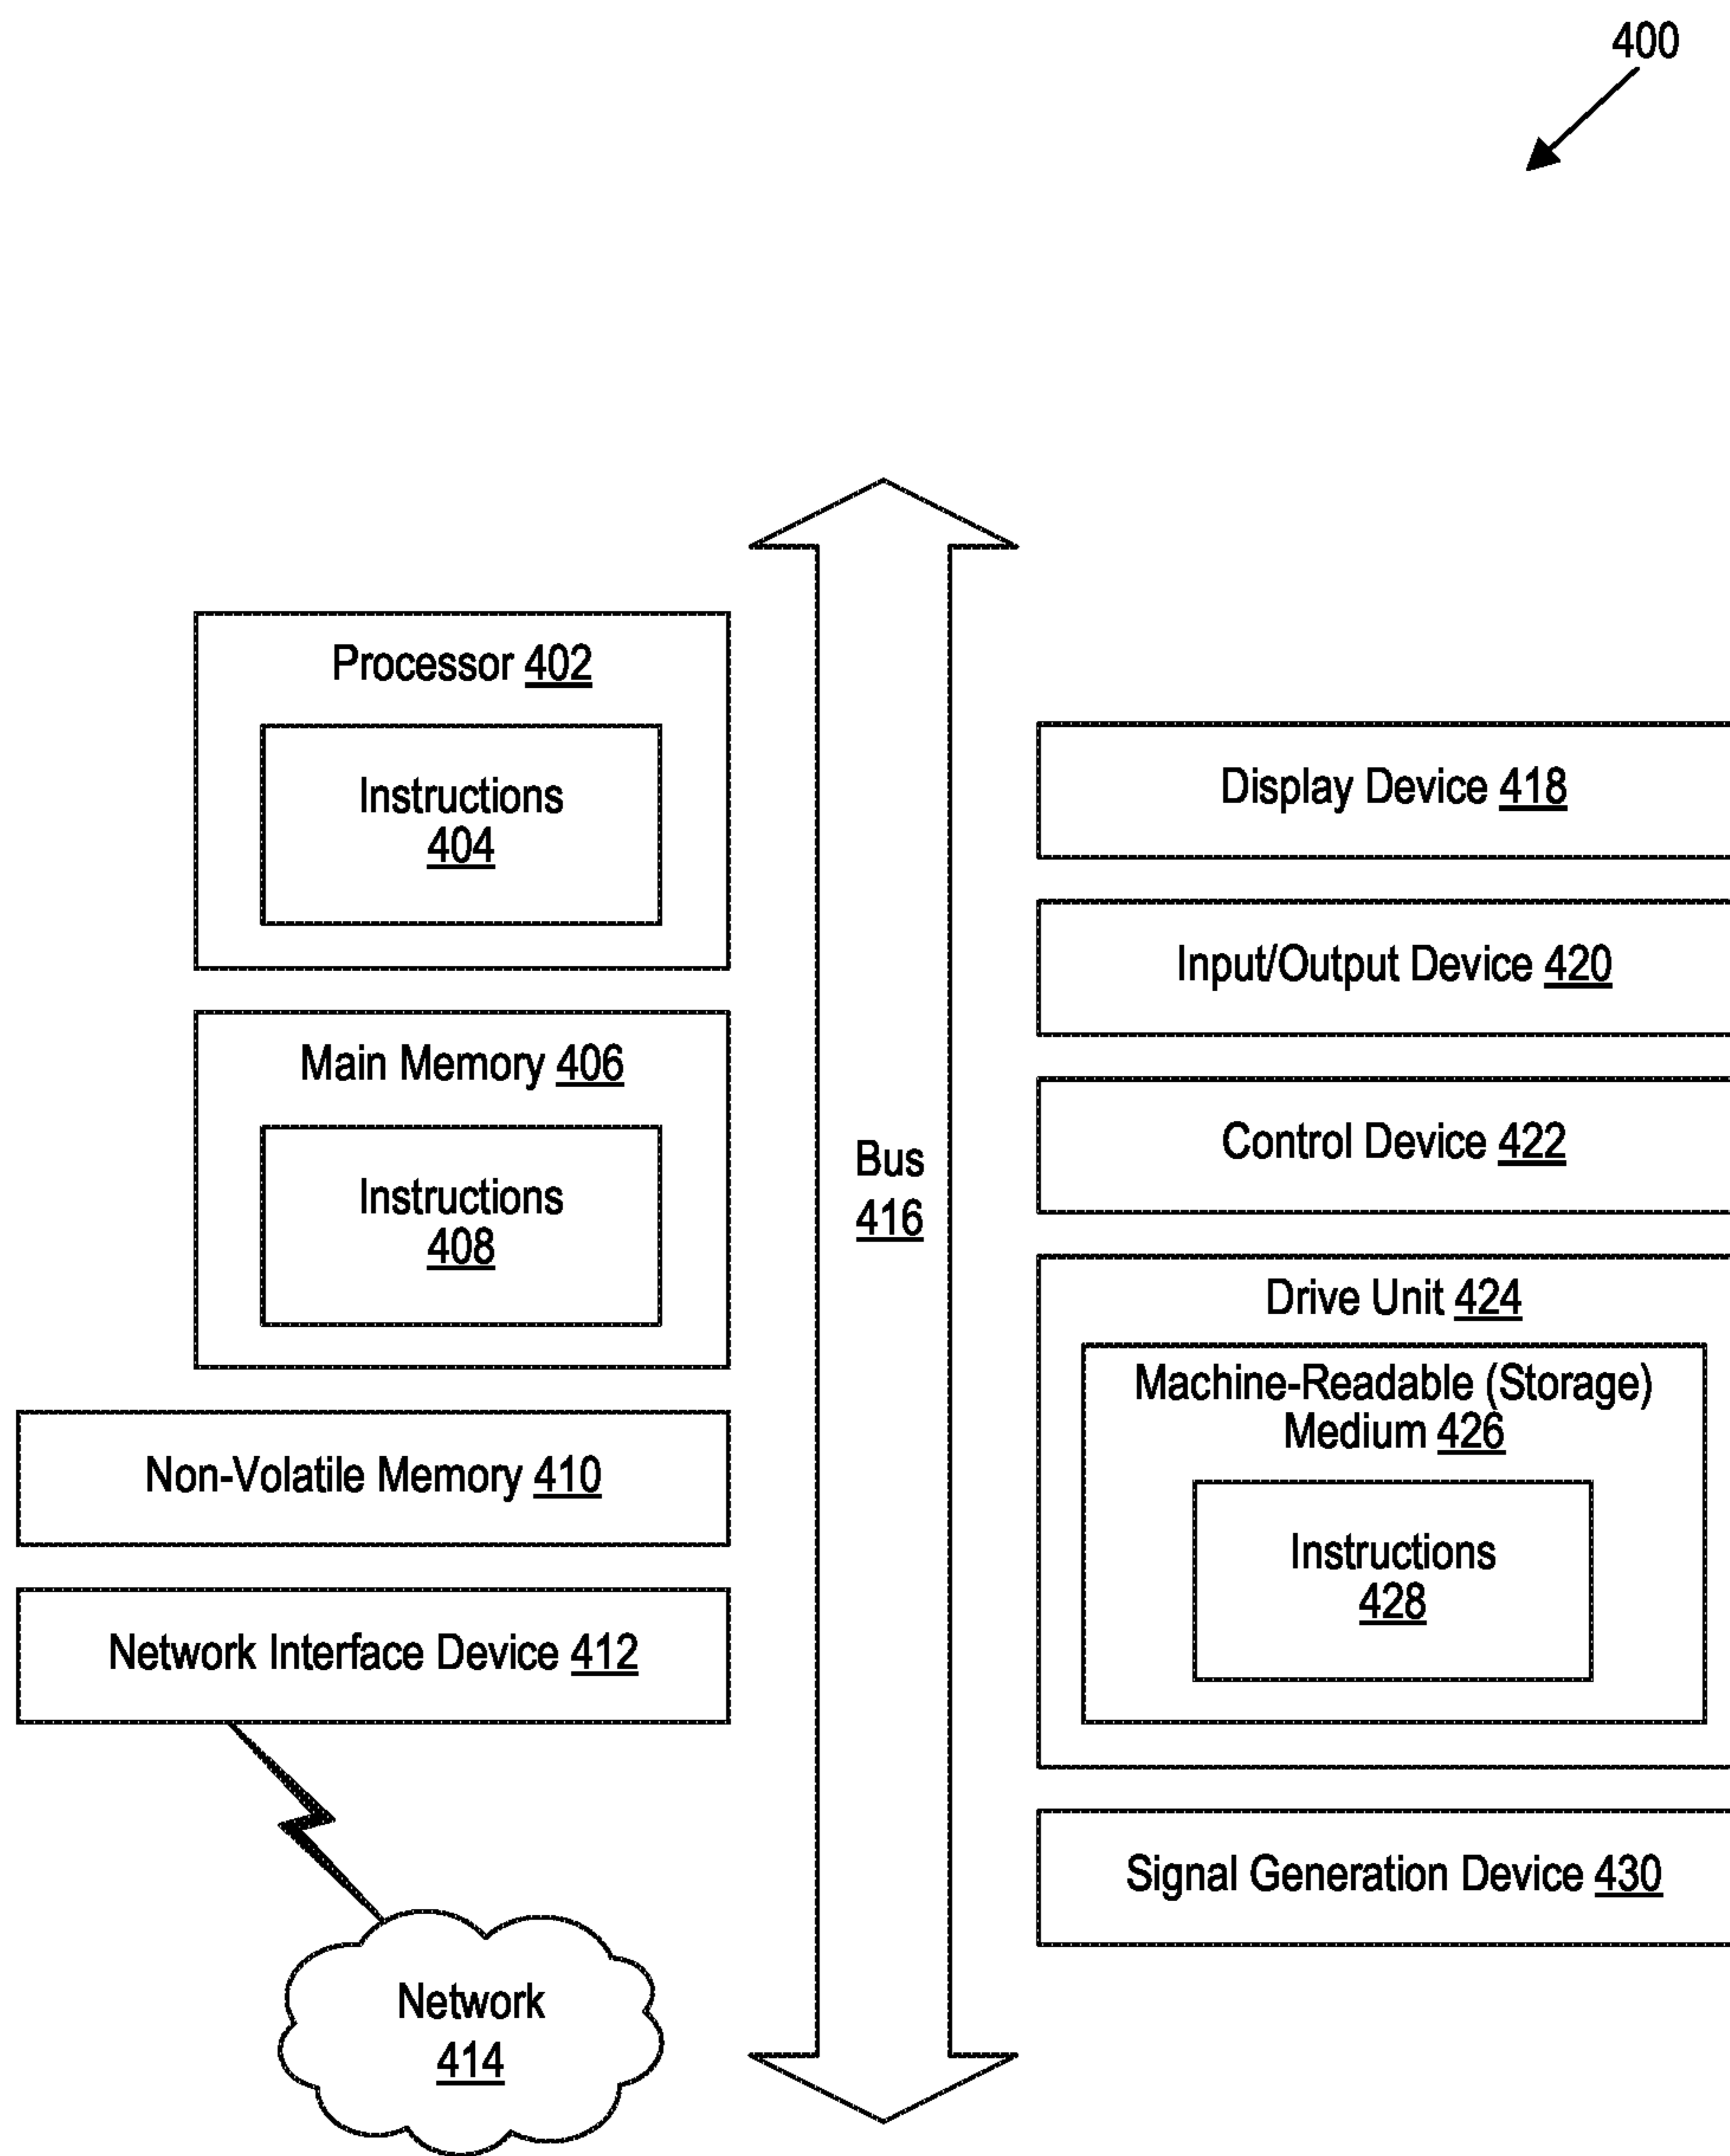 400
Processor 402
Instructions
404
Main Memory 406
Instructions
408
Non-Volatile Memory 410
Network Interface Device 412
Network
414
Bus
416
Display Device 418
Input/Output Device 420
Control Device 422
Drive Unit 424
Machine-Readable (Storage)
Medium 426
Instructions
428
Signal Generation Device 430